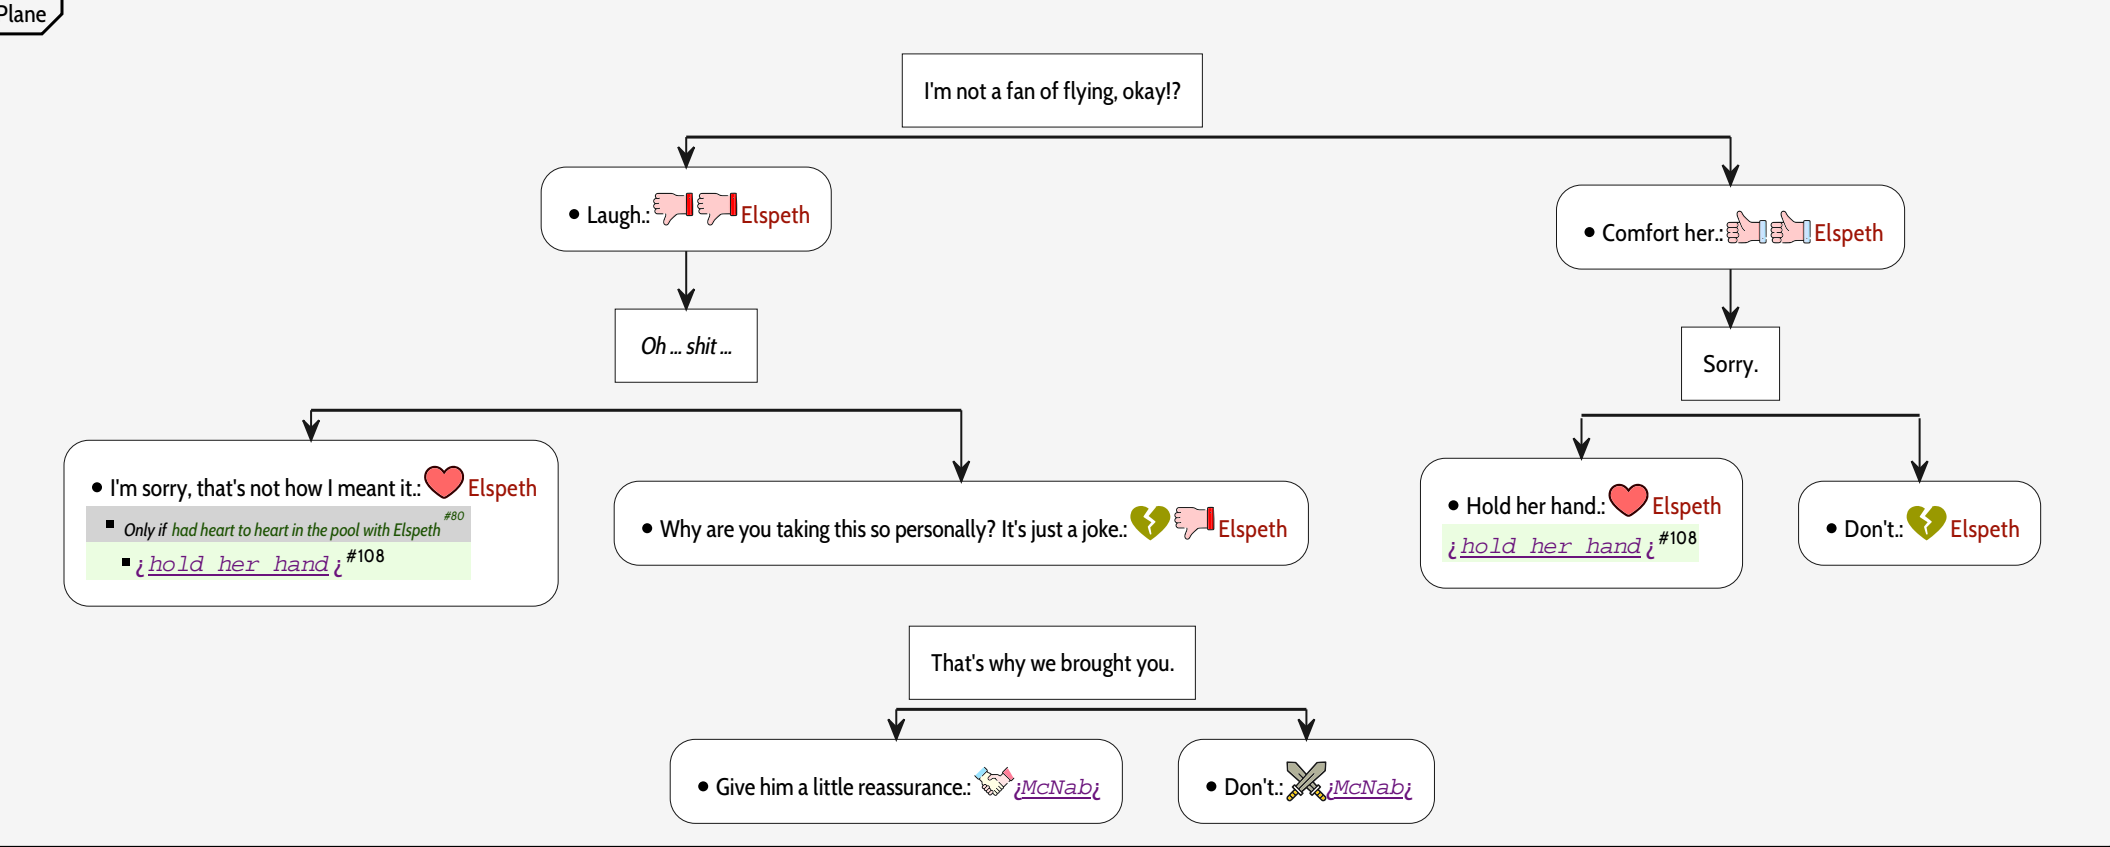 Plane
I'm not a fan of flying, okay!?
Laugh.: Elspeth
Comfort her.: Elspeth
Oh ... shit ...
Sorry.
I'm sorry, that's not how I meant it.: Elspeth
Only if had heart to heart in the pool with Elspeth #80
¿hold her hand¿ #108
Why are you taking this so personally? It's just a joke.: Elspeth
Hold her hand.: Elspeth
¿hold her hand¿ #108
Don't.: Elspeth
That's why we brought you.
Give him a little reassurance.: ¿McNab¿
Don't.: ¿McNab¿